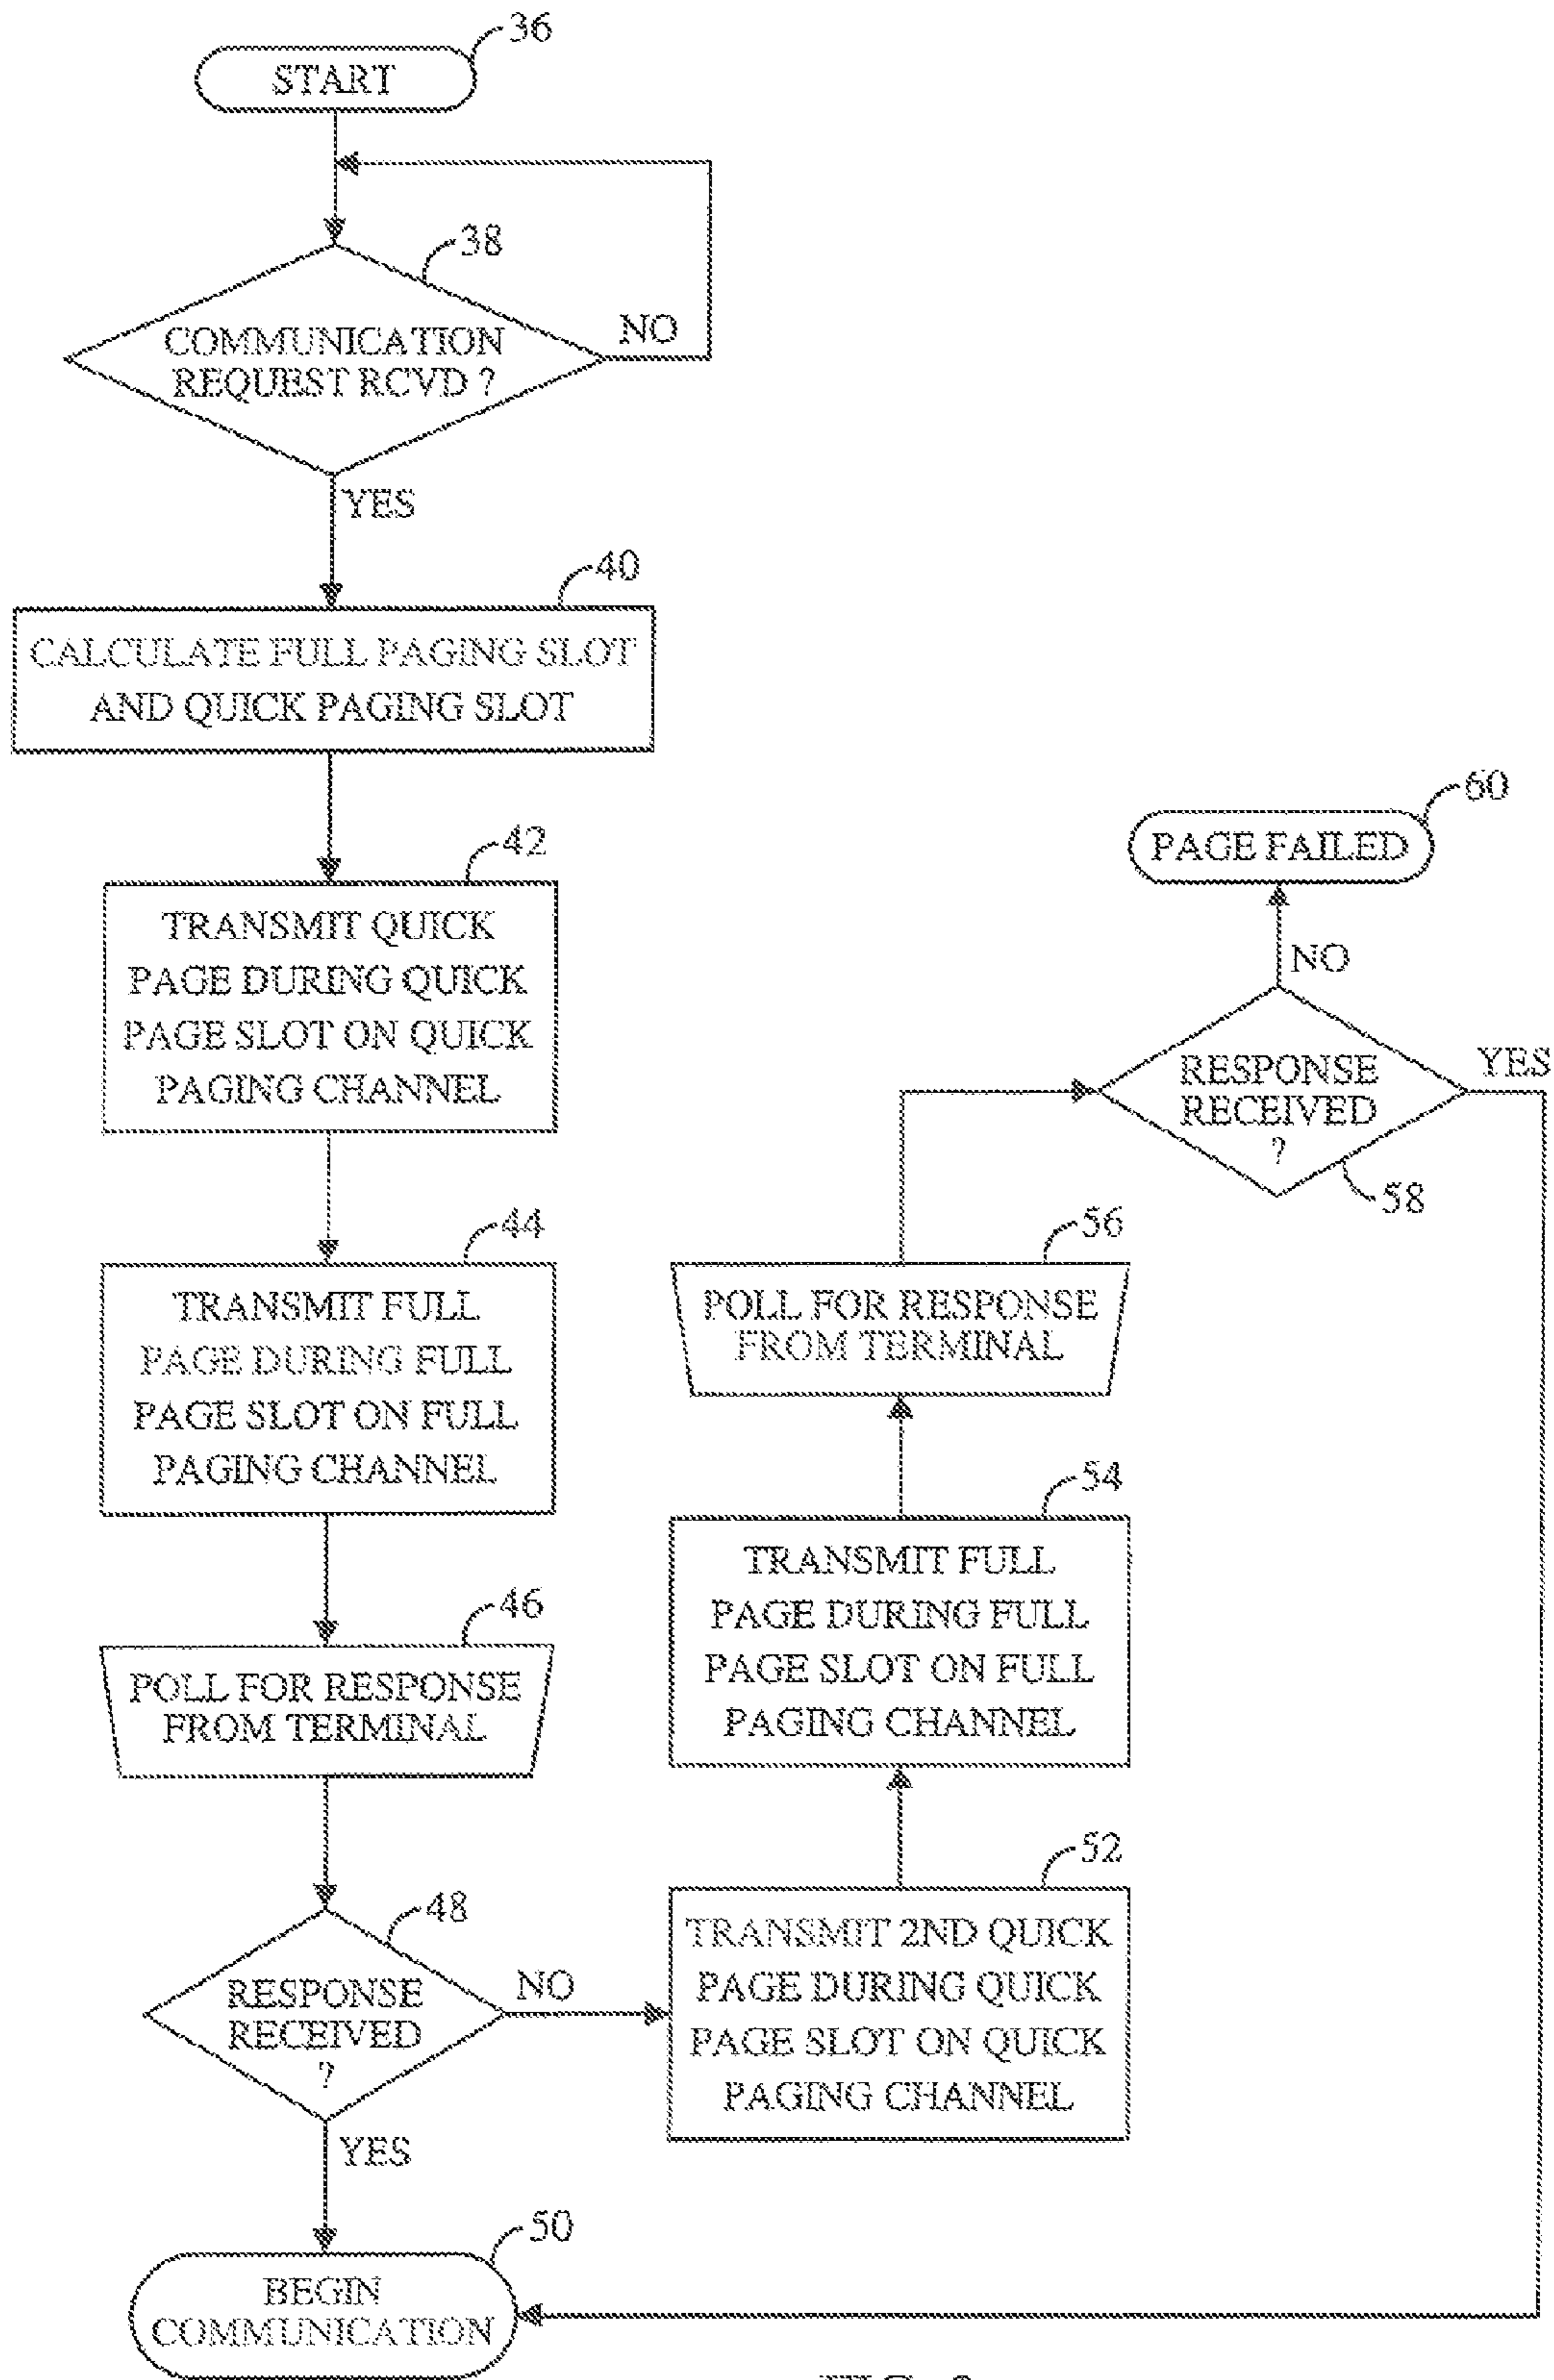 36
START
38
COMMUNICATION
REQUEST RCVD ?
NO
YES
40
CALCULATE FULL PAGING SLOT
AND QUICK PAGING SLOT
42
TRANSMIT QUICK
PAGE DURING QUICK
PAGE SLOT ON QUICK
PAGING CHANNEL
44
TRANSMIT FULL
PAGE DURING FULL
PAGE SLOT ON FULL
PAGING CHANNEL
46
POLL FOR RESPONSE
FROM TERMINAL
48
RESPONSE
RECEIVED
?
NO
YES
50
BEGIN
COMMUNICATION
52
TRANSMIT 2ND QUICK
PAGE DURING QUICK
PAGE SLOT ON QUICK
PAGING CHANNEL
54
TRANSMIT FULL
PAGE DURING FULL
PAGE SLOT ON FULL
PAGING CHANNEL
56
POLL FOR RESPONSE
FROM TERMINAL
58
RESPONSE
RECEIVED
?
YES
NO
60
PAGE FAILED